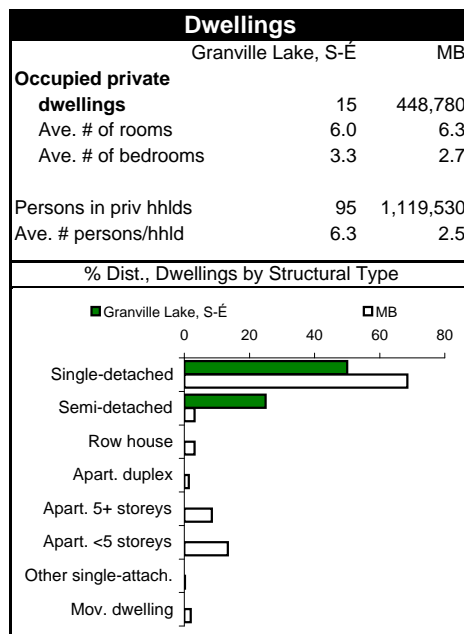 Dwellings
Granville Lake, S-É MB
Occupied private
dwellings 15 448,780
Ave. # of rooms 6.0 6.3
Ave. # of bedrooms 3.3 2.7
Persons in priv hhlds 95 1,119,530
Ave. # persons/hhld 6.3 2.5
% Dist., Dwellings by Structural Type
Granville Lake, S-É MB
0 20 40 60 80
Single-detached
Semi-detached
Row house
Apart. duplex
Apart. 5+ storeys
Apart. <5 storeys
Other single-attach.
Mov. dwelling